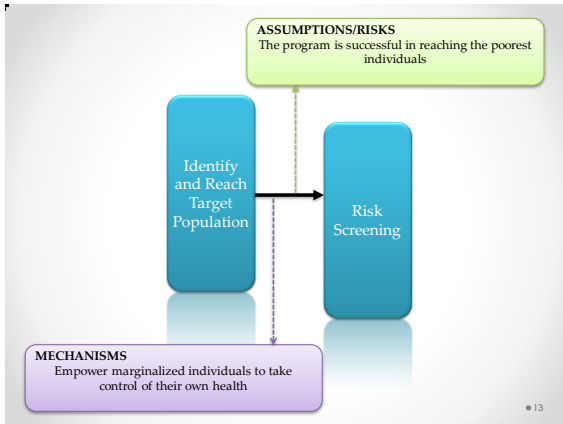 ASSUMPTIONS/RISKS
The program is successful in reaching the poorest
individuals
Identify
and Reach
Target
Population
Risk
Screening
MECHANISMS
Empower marginalized individuals to take
control of their own health
13